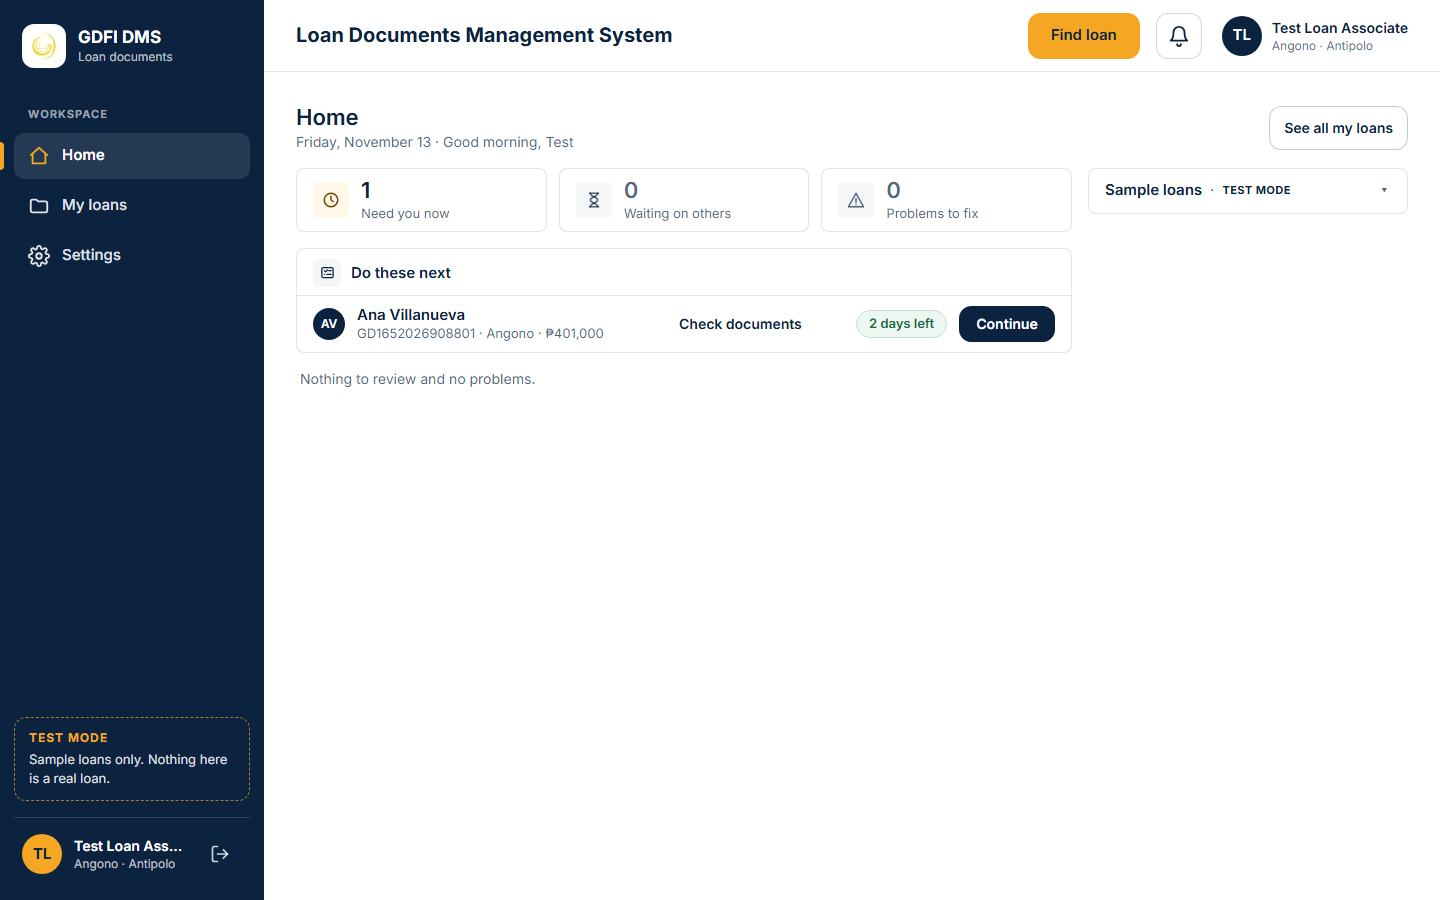 GDFI DMS
Loan documents
WORKSPACE
Home
My loans
Settings
TEST MODE
Sample loans only. Nothing here
is a real loan.
TL
Test Loan Ass...
Angono · Antipolo
Loan Documents Management System
Find loan
TL
Test Loan Associate
Angono · Antipolo
Home
Friday, November 13 · Good morning, Test
See all my loans
1
Need you now
0
Waiting on others
0
Problems to fix
Sample loans · TEST MODE
Do these next
AV
Ana Villanueva
GD1652026908801 · Angono · ₱401,000
Check documents
2 days left
Continue
Nothing to review and no problems.